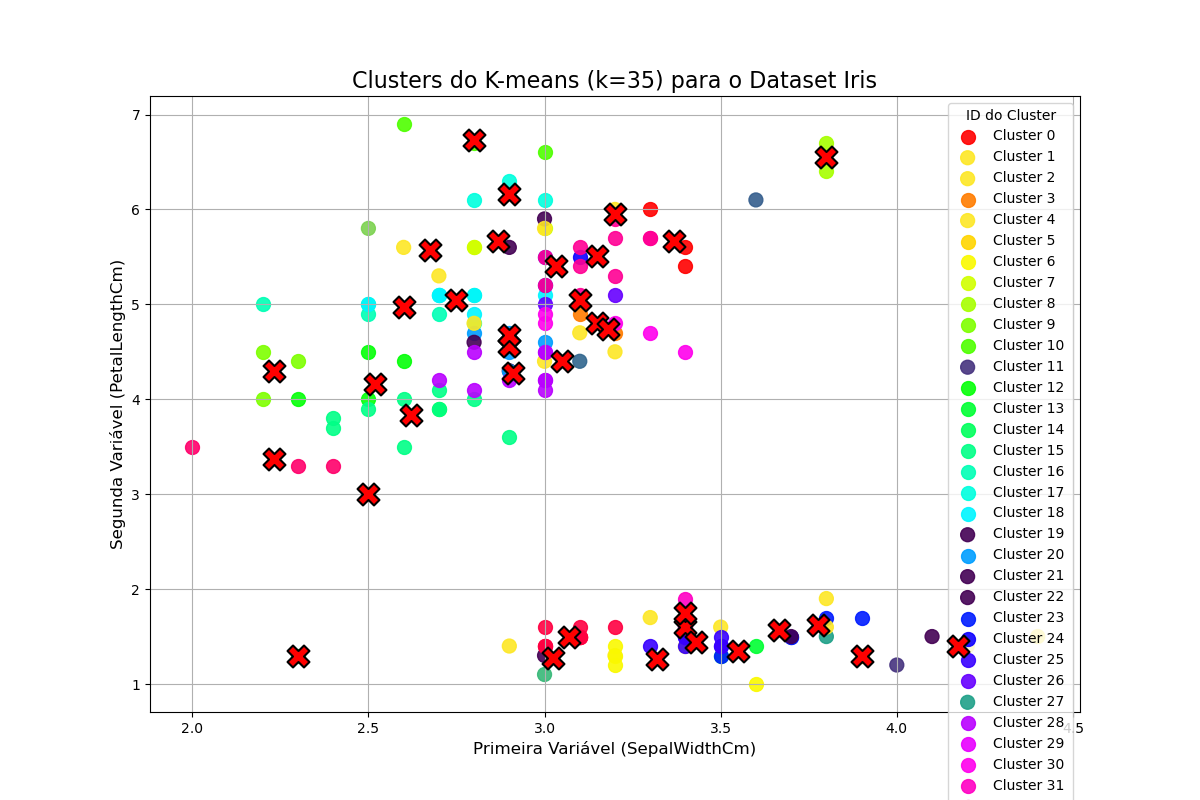 Clusters do K-means (k=35) para o Dataset Iris
ID do Cluster
Cluster 0
Cluster 1
Cluster 2
Cluster 3
Cluster 4
Cluster 5
Cluster 6
Cluster 7
Cluster 8
Cluster 9
Cluster 10
Cluster 11
Cluster 12
Cluster 13
Cluster 14
Cluster 15
Cluster 16
Cluster 17
Cluster 18
Cluster 19
Cluster 20
Cluster 21
Cluster 22
Cluster 23
Cluster 24
Cluster 25
Cluster 26
Cluster 27
Cluster 28
Cluster 29
Cluster 30
Cluster 31
Segunda Variável (PetalLengthCm)
7
6
5
4
3
2
1
2.0 2.5 3.0 3.5 4.0 4.5
Primeira Variável (SepalWidthCm)